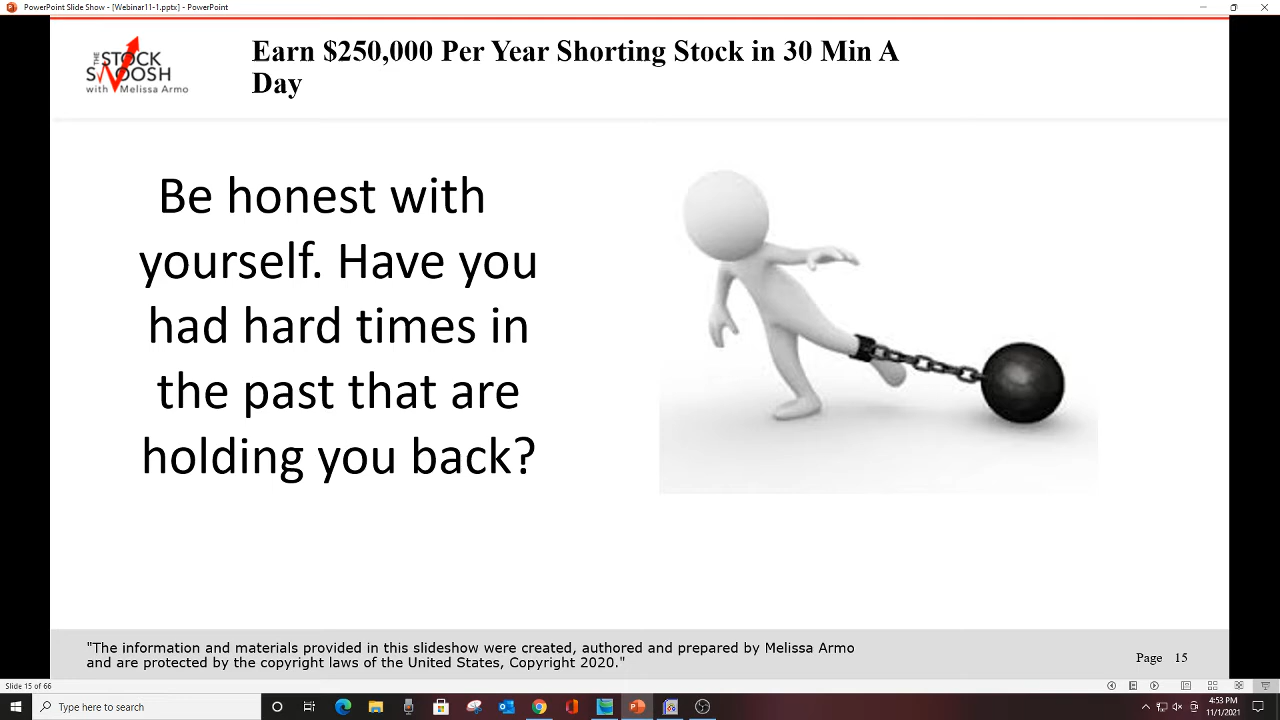 PowerPoint Slide Show - [Webinar11-1.pptx] - PowerPoint
THE
STOCK
SWOOSH
with Melissa Armo
Earn $250,000 Per Year Shorting Stock in 30 Min A
Day
Be honest with
yourself. Have you
had hard times in
the past that are
holding you back?
"The information and materials provided in this slideshow were created, authored and prepared by Melissa Armo
and are protected by the copyright laws of the United States, Copyright 2020."
Page 15
Slide 15 of 66
Type here to search
4:53 PM
11/1/2021